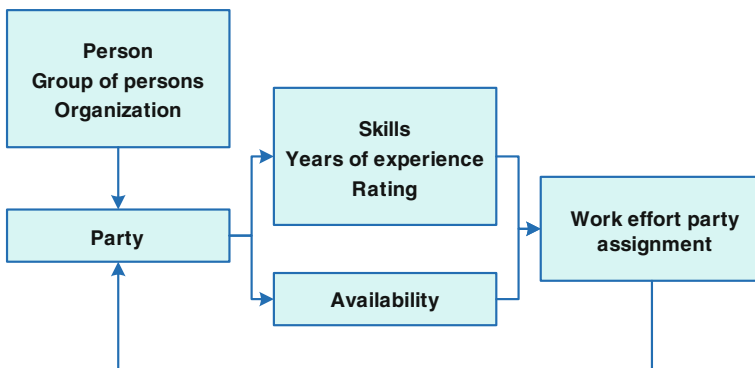 Person
Group of persons
Organization
Party
Skills
Years of experience
Rating
Availability
Work effort party
assignment